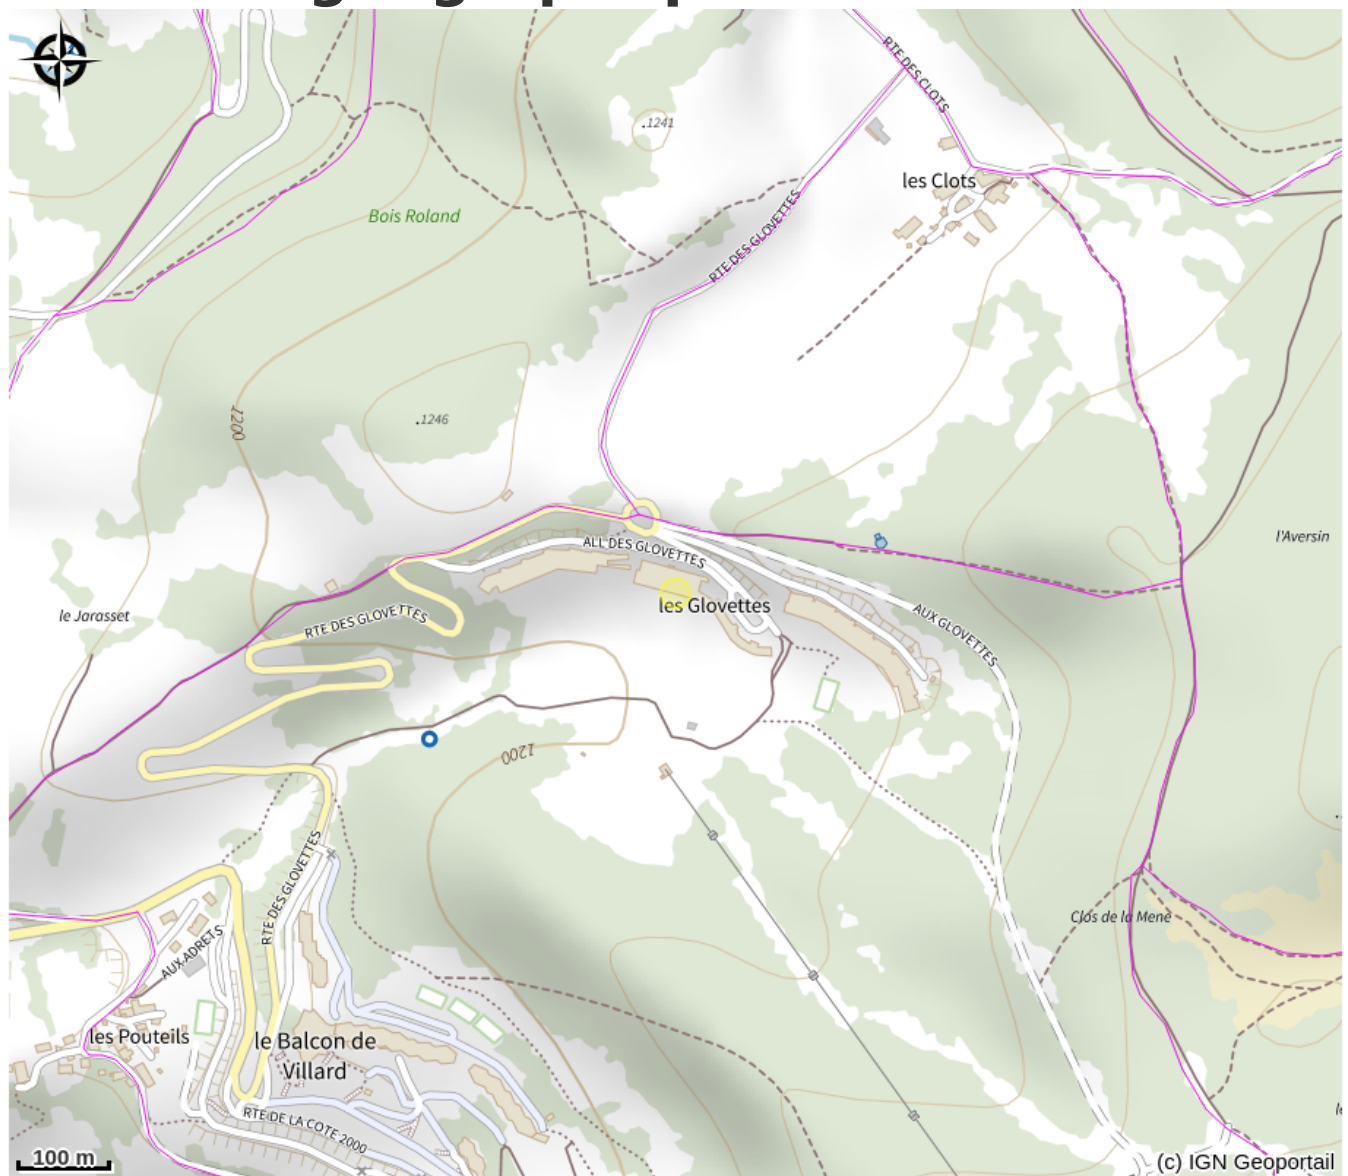 RTE DES CLOTS
.1241
les Clots
Bois Roland
RTE DES GLOVETTES
1200
.1246
ALL DES GLOVETTES
l'Aversin
les Glovettes
le Jarasset
RTE DES GLOVETTES
AUX GLOVETTES
1200
RTE DES GLOVETTES
Clos de la Mene
AUX ADRETS
les Pouteils
le Balcon de
Villard
RTE DE LA COTE 2000
100 m
(c) IGN Geoportail